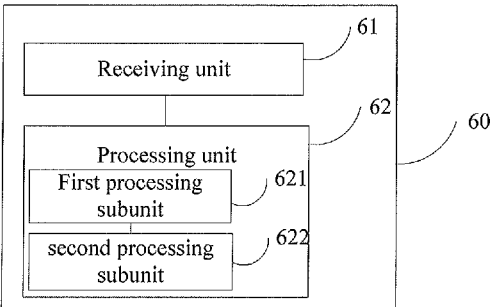 61
Receiving unit
62
60
Processing unit
First processing
subunit
621
second processing
subunit
622